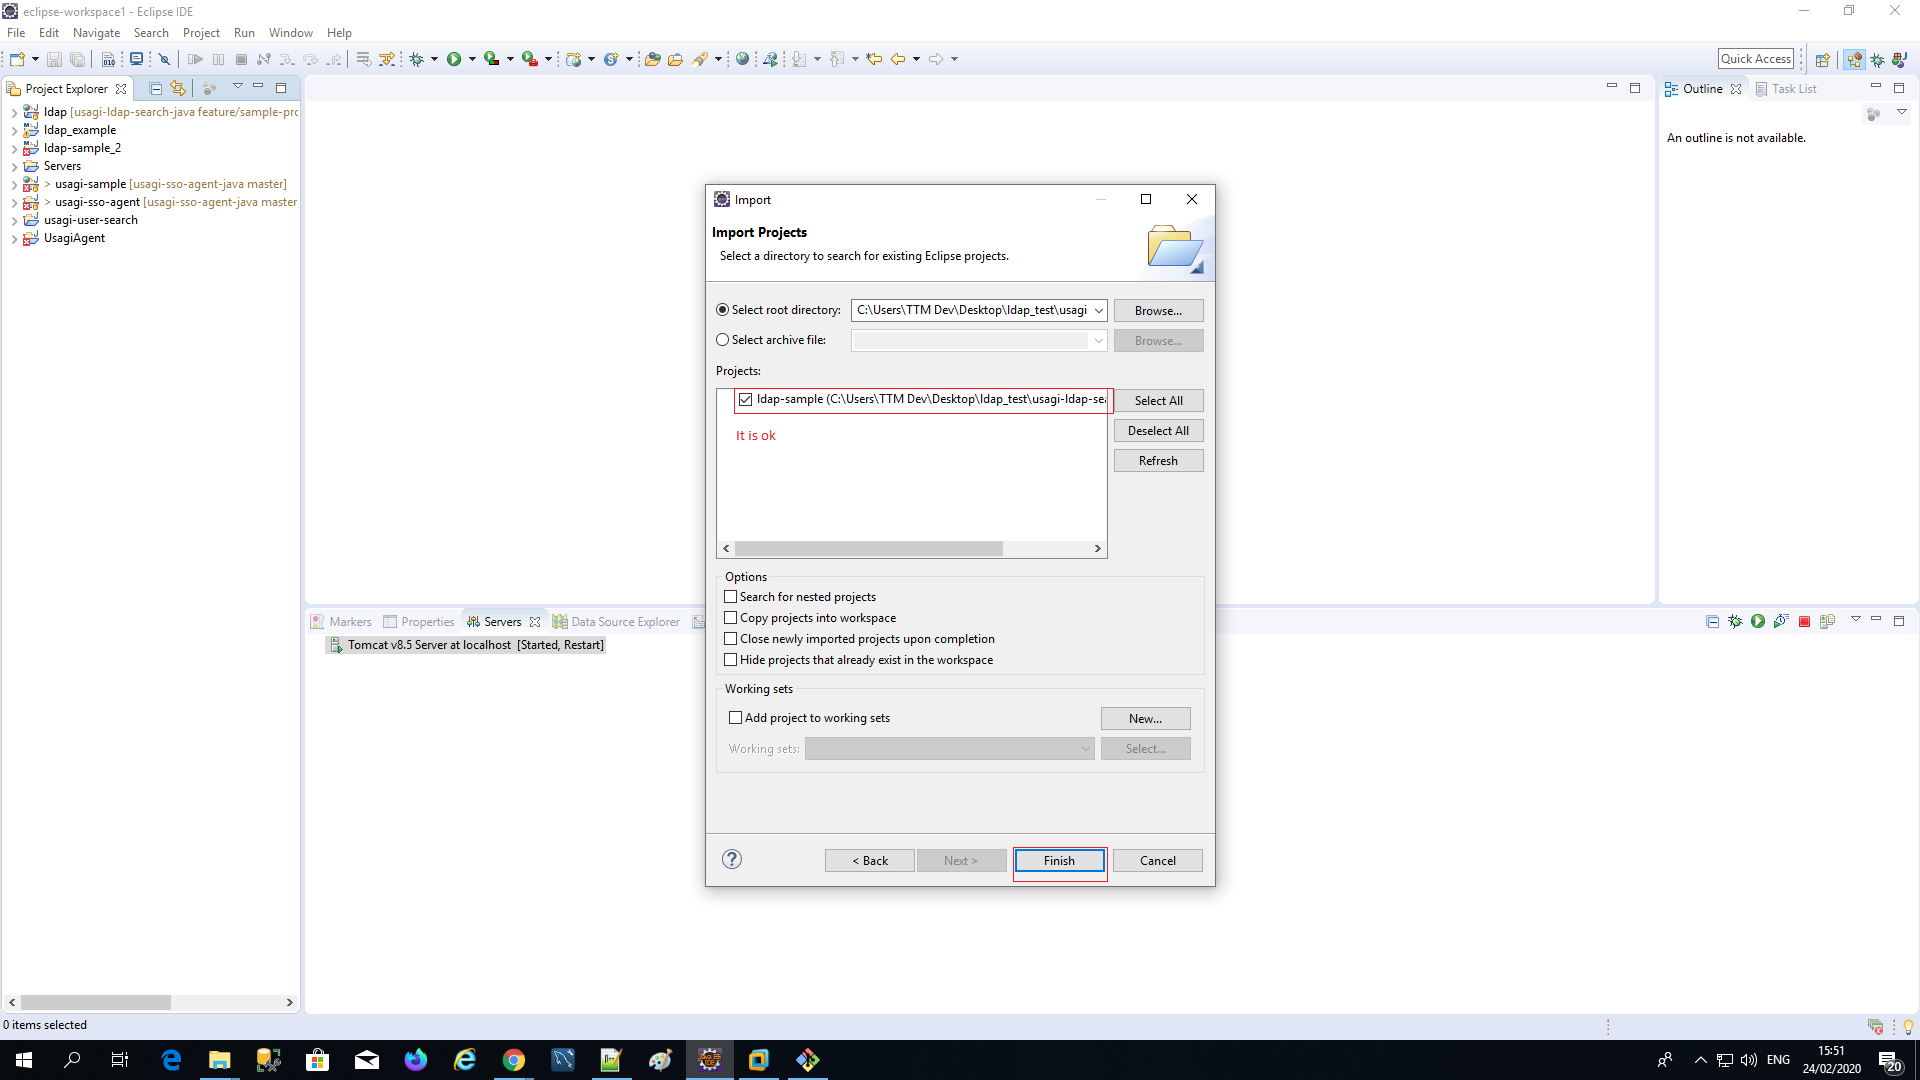 eclipse-workspace1 - Eclipse IDE
File Edit Navigate Search Project Run Window Help
Quick Access
Project Explorer
ldap [usagi-ldap-search-java feature/sample-pro
ldap_example
ldap-sample_2
Servers
> usagi-sample [usagi-sso-agent-java master]
> usagi-sso-agent [usagi-sso-agent-java master
usagi-user-search
UsagiAgent
Outline Task List
An outline is not available.
Import
Import Projects
Select a directory to search for existing Eclipse projects.
Select root directory: C:\Users\TTM Dev\Desktop\ldap_test\usagi Browse...
Select archive file: Browse...
Projects:
ldap-sample (C:\Users\TTM Dev\Desktop\ldap_test\usagi-ldap-sea
It is ok
Select All
Deselect All
Refresh
Options
Search for nested projects
Copy projects into workspace
Close newly imported projects upon completion
Hide projects that already exist in the workspace
Working sets
Add project to working sets New...
Working sets: Select...
< Back Next > Finish Cancel
Markers Properties Servers Data Source Explorer
Tomcat v8.5 Server at localhost [Started, Restart]
0 items selected
ENG
15:51
24/02/2020
20